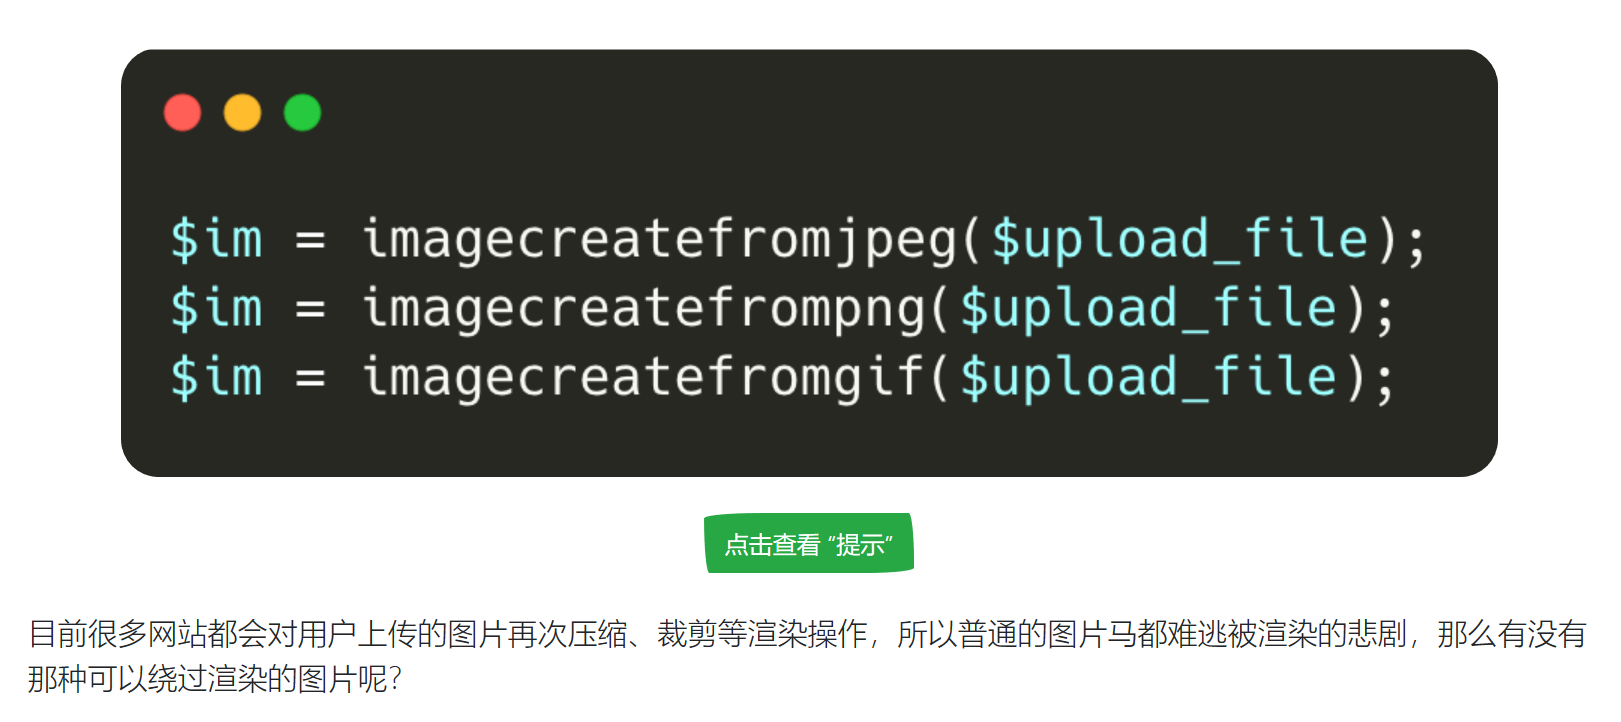 $im = imagecreatefromjpeg($upload_file);
$im = imagecreatefrompng($upload_file);
$im = imagecreatefromgif($upload_file);
点击查看 “提示”
目前很多网站都会对用户上传的图片再次压缩、裁剪等渲染操作，所以普通的图片马都难逃被渲染的悲剧，那么有没有
那种可以绕过渲染的图片呢？